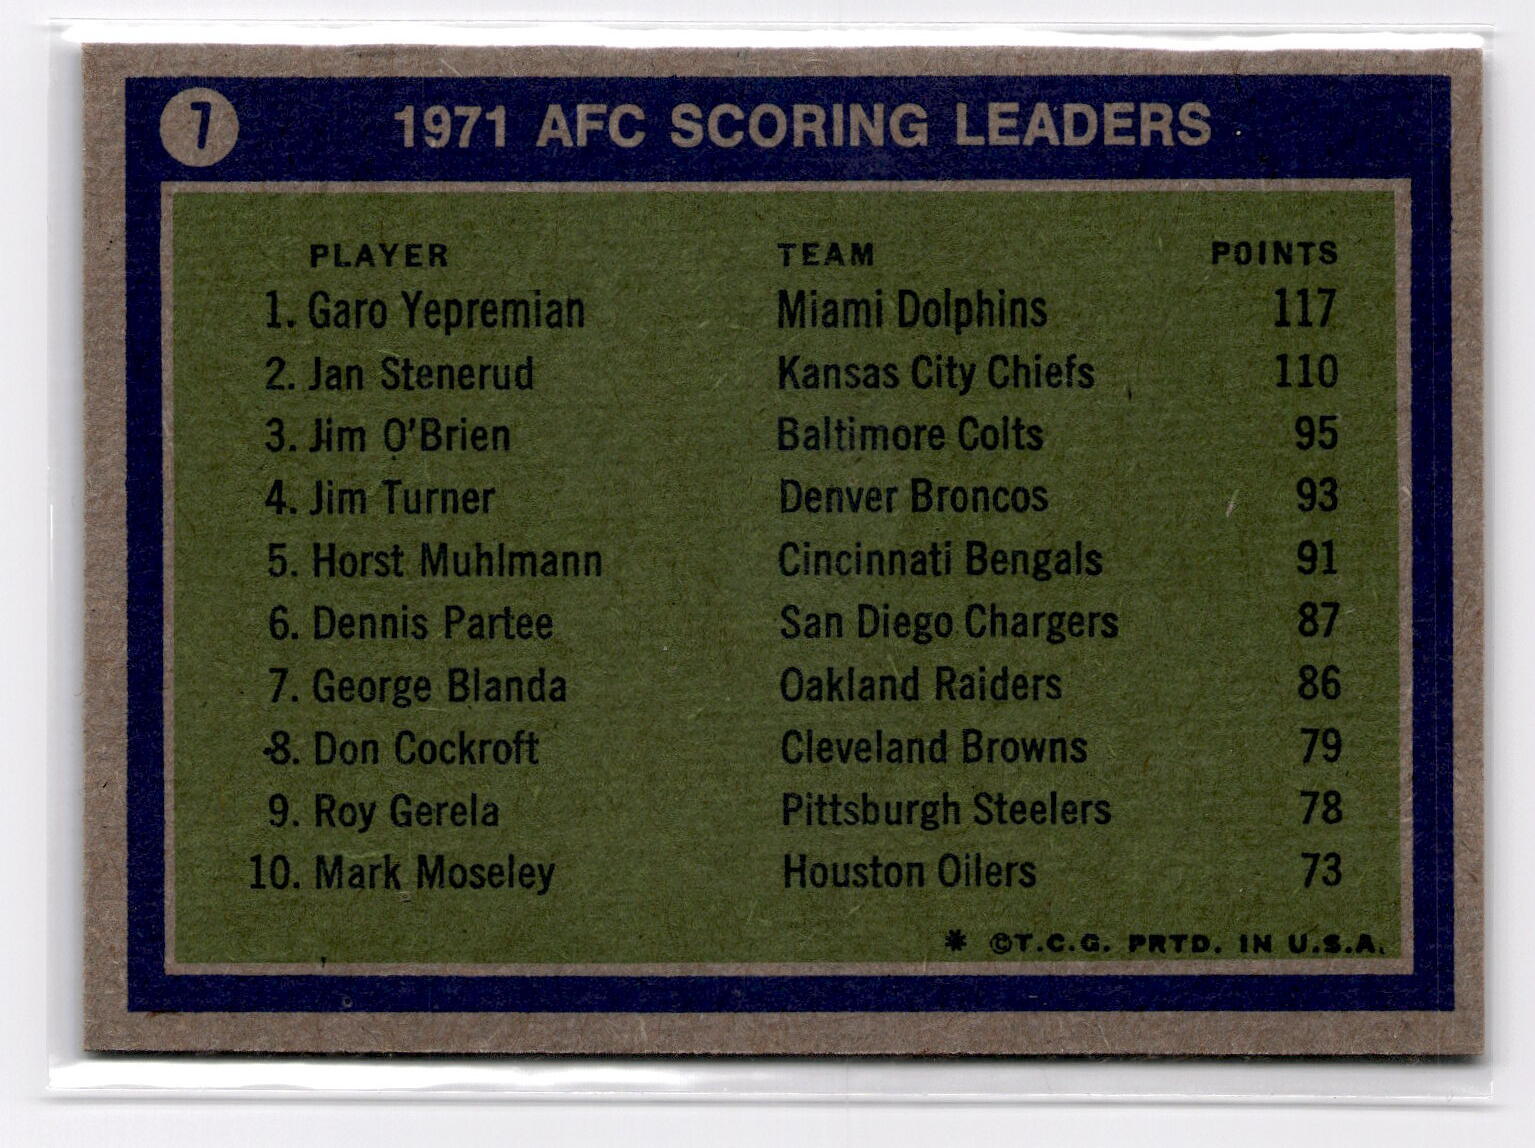 7
1971 AFC SCORING LEADERS
PLAYER TEAM POINTS
1. Garo Yepremian Miami Dolphins 117
2. Jan Stenerud Kansas City Chiefs 110
3. Jim O'Brien Baltimore Colts 95
4. Jim Turner Denver Broncos 93
5. Horst Muhlmann Cincinnati Bengals 91
6. Dennis Partee San Diego Chargers 87
7. George Blanda Oakland Raiders 86
8. Don Cockroft Cleveland Browns 79
9. Roy Gerela Pittsburgh Steelers 78
10. Mark Moseley Houston Oilers 73
* ©T.C.G. PRTD. IN U.S.A.